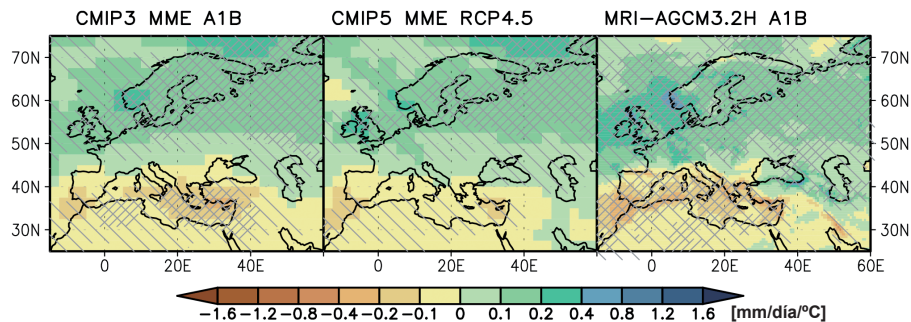 CMIP3 MME A1B CMIP5 MME RCP4.5 MRI-AGCM3.2H A1B
70N 70N
60N 60N
50N 50N
40N 40N
30N 30N
0 20E 40E 0 20E 40E 0 20E 40E 60E
-1.6 -1.2 -0.8 -0.4 -0.2 -0.1 0 0.1 0.2 0.4 0.8 1.2 1.6 [mm/día/ºC]